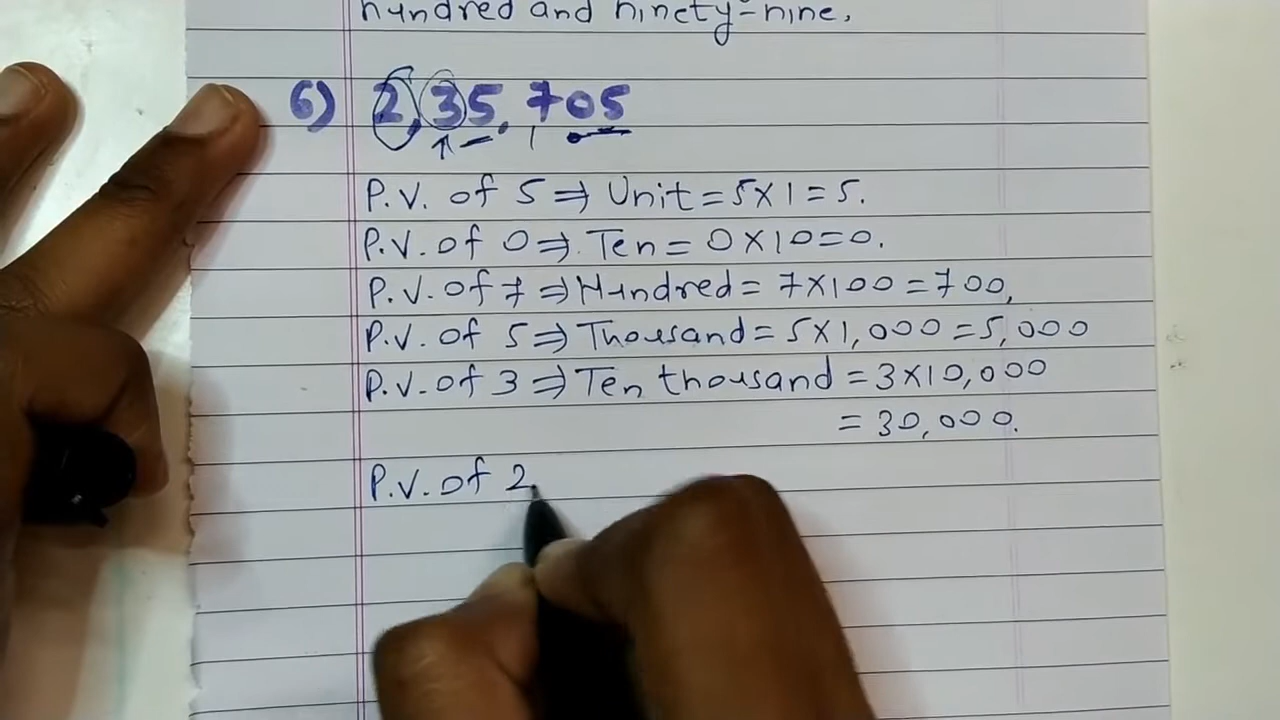 hundred and ninety-nine.
6) 2,35,705
P.V. of 5 ⇒ Unit = 5×1 = 5.
P.V. of 0 ⇒ Ten = 0×10=0.
P.V. of 7 ⇒ Hundred = 7×100 = 700,
P.V. of 5 ⇒ Thousand = 5×1,000 = 5,000
P.V. of 3 ⇒ Ten thousand = 3×10,000
= 30,000.
P.V. of 2